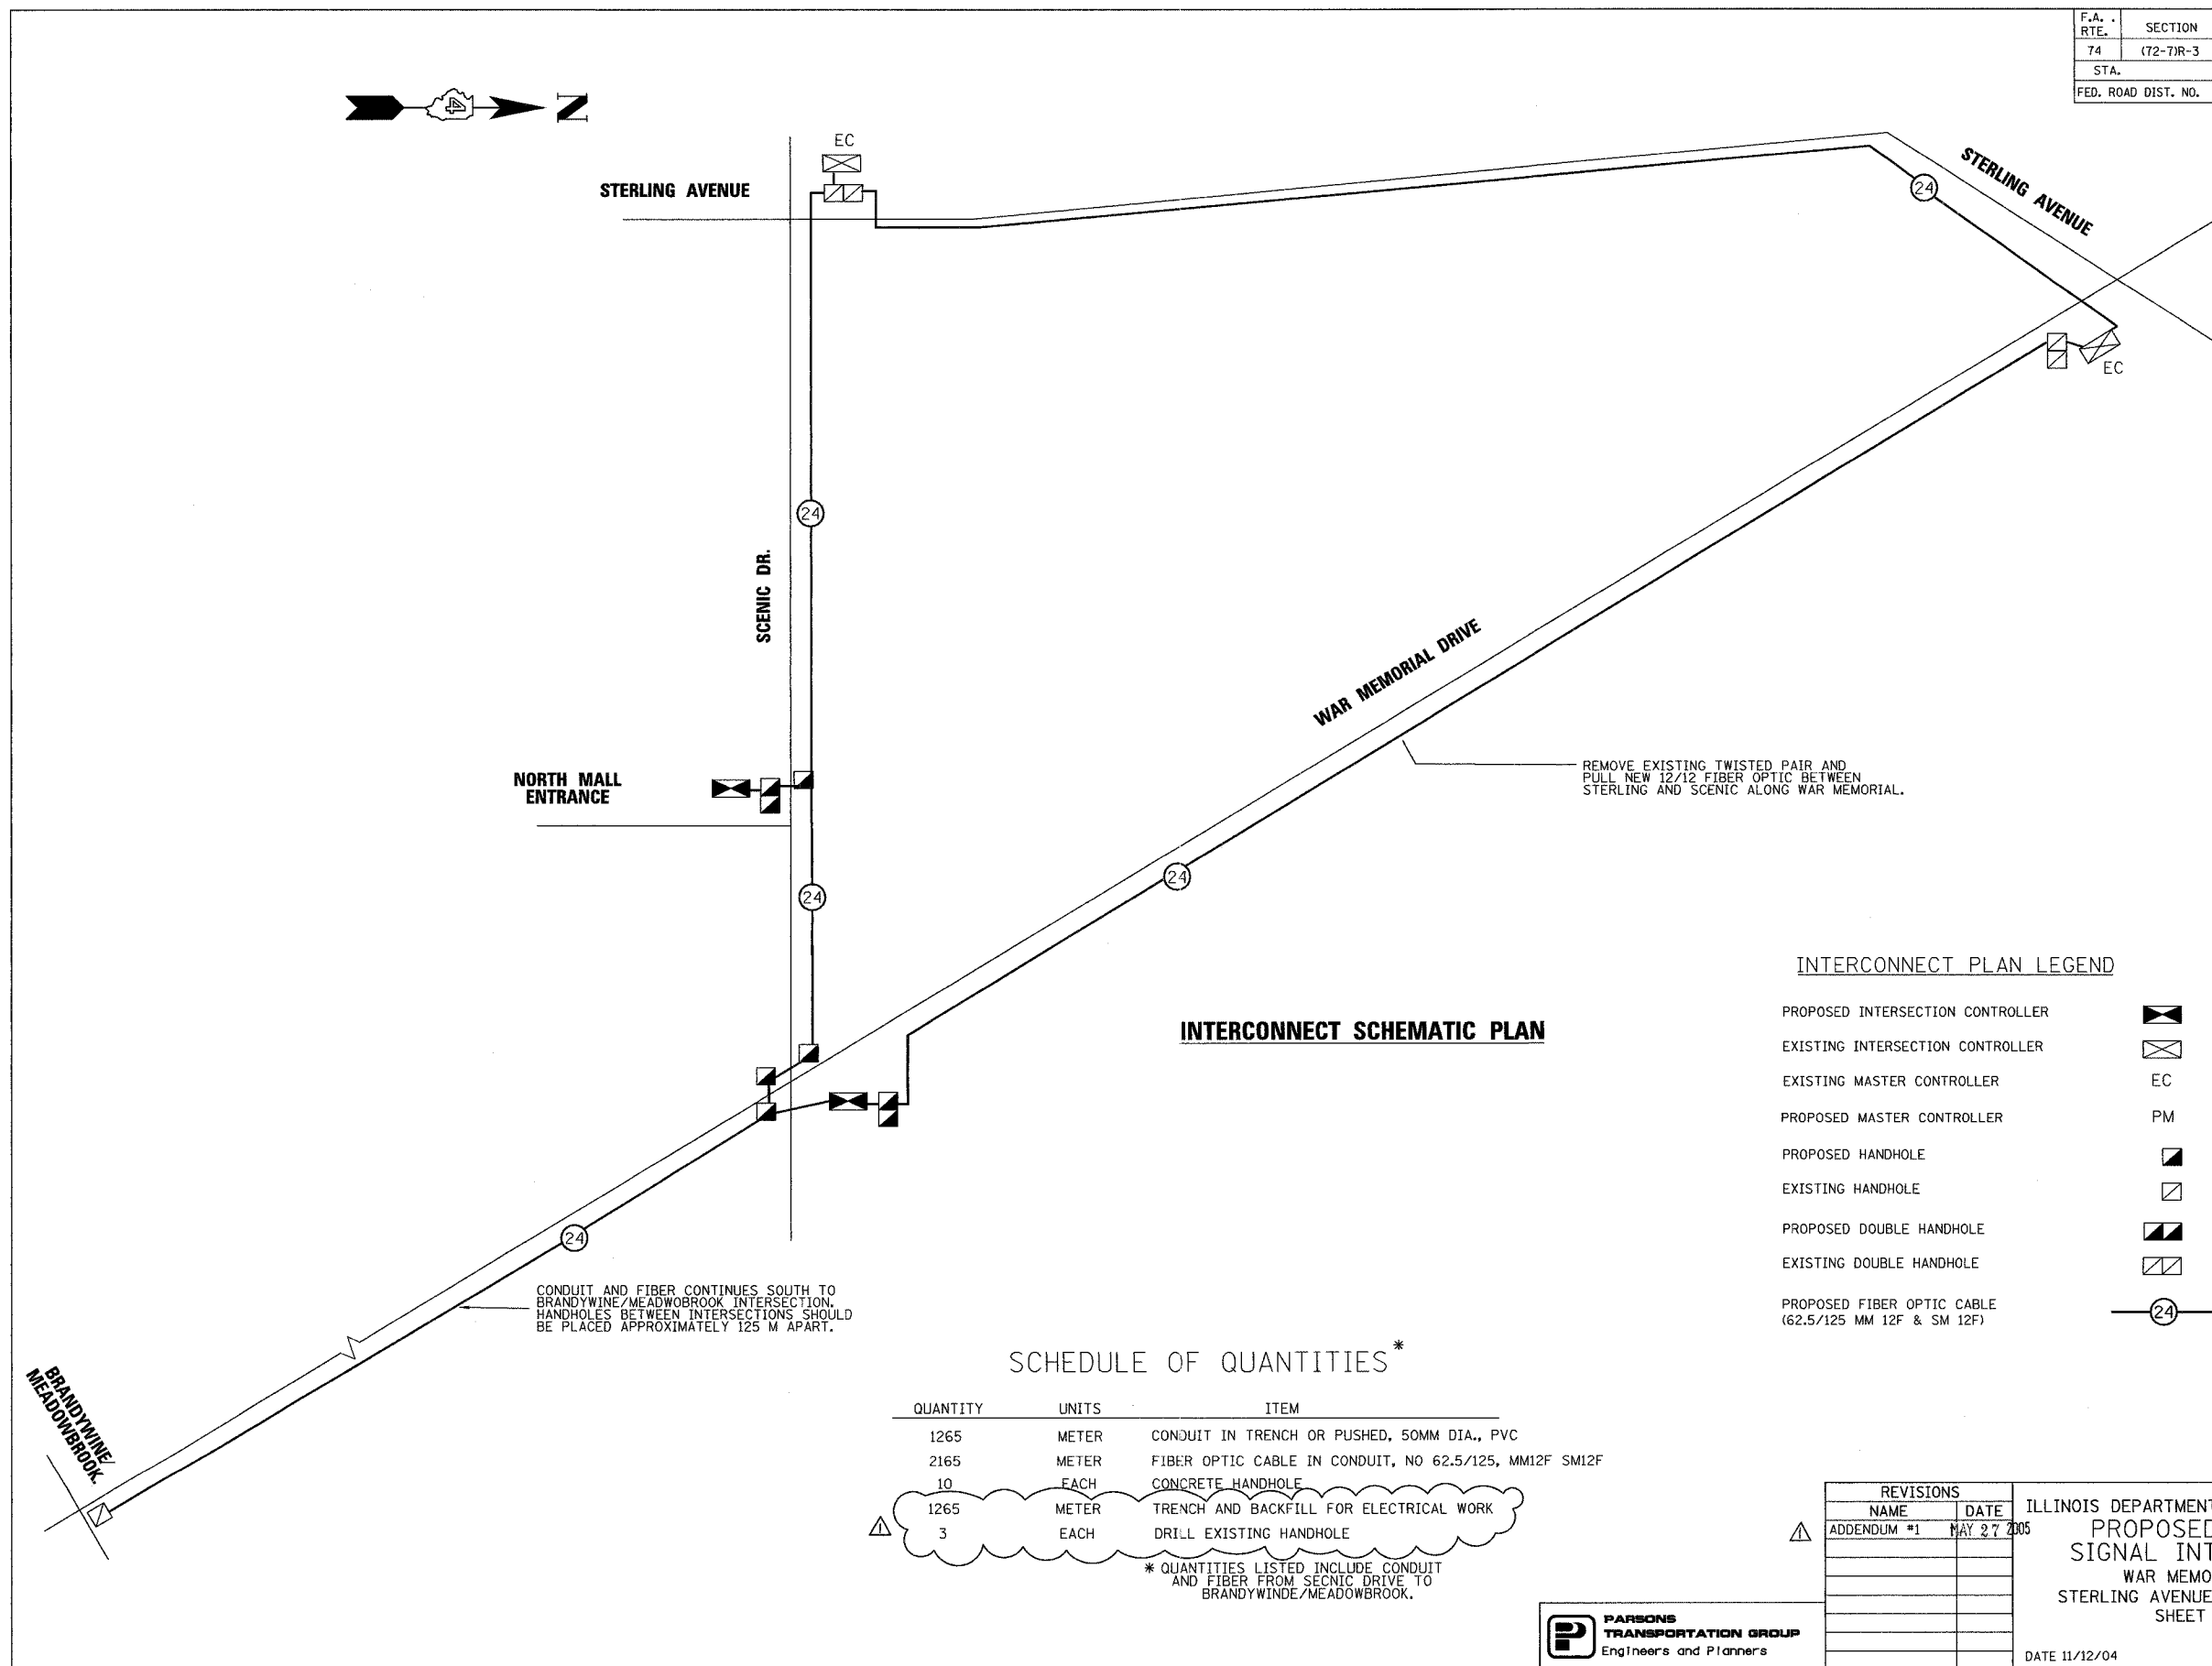 F.A. .
RTE.
SECTION
74
(72-7)R-3
STA.
FED. ROAD DIST. NO.
4
N
EC
STERLING AVENUE
STERLING AVENUE
24
EC
24
SCENIC DR.
WAR MEMORIAL DRIVE
NORTH MALL
ENTRANCE
REMOVE EXISTING TWISTED PAIR AND
PULL NEW 12/12 FIBER OPTIC BETWEEN
STERLING AND SCENIC ALONG WAR MEMORIAL.
24
24
INTERCONNECT SCHEMATIC PLAN
INTERCONNECT PLAN LEGEND
PROPOSED INTERSECTION CONTROLLER
EXISTING INTERSECTION CONTROLLER
EXISTING MASTER CONTROLLER EC
PROPOSED MASTER CONTROLLER PM
PROPOSED HANDHOLE
EXISTING HANDHOLE
PROPOSED DOUBLE HANDHOLE
EXISTING DOUBLE HANDHOLE
PROPOSED FIBER OPTIC CABLE
(62.5/125 MM 12F & SM 12F)
24
24
CONDUIT AND FIBER CONTINUES SOUTH TO
BRANDYWINE/MEADWOBROOK INTERSECTION.
HANDHOLES BETWEEN INTERSECTIONS SHOULD
BE PLACED APPROXIMATELY 125 M APART.
BRANDYWINE/
MEADOWBROOK.
SCHEDULE OF QUANTITIES*
QUANTITY UNITS ITEM
1265 METER CONDUIT IN TRENCH OR PUSHED, 50MM DIA., PVC
2165 METER FIBER OPTIC CABLE IN CONDUIT, NO 62.5/125, MM12F SM12F
10 EACH CONCRETE HANDHOLE
1265 METER TRENCH AND BACKFILL FOR ELECTRICAL WORK
1
3 EACH DRILL EXISTING HANDHOLE
* QUANTITIES LISTED INCLUDE CONDUIT
AND FIBER FROM SECNIC DRIVE TO
BRANDYWINDE/MEADOWBROOK.
PARSONS
TRANSPORTATION GROUP
Engineers and Planners
REVISIONS
NAME DATE
1
ADDENDUM #1 MAY 27 2005
ILLINOIS DEPARTMENT
PROPOSED
SIGNAL INT
WAR MEMO
STERLING AVENUE
SHEET
DATE 11/12/04